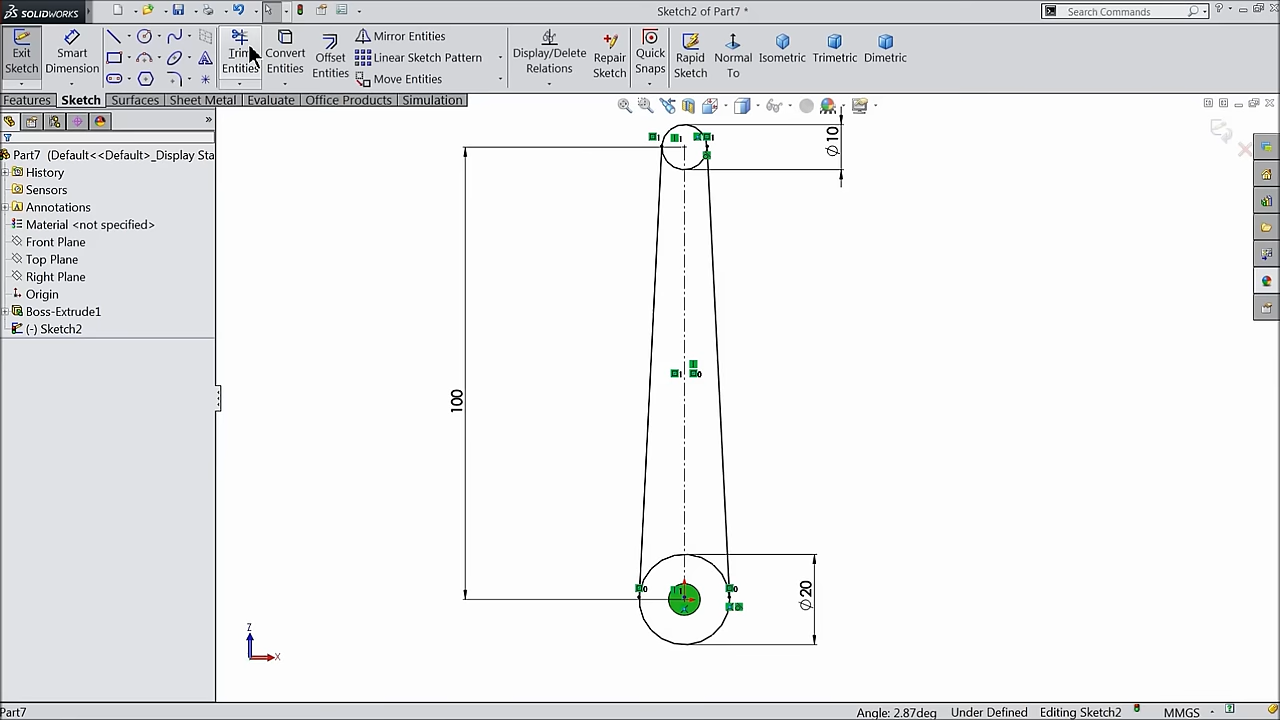 SOLIDWORKS
Sketch2 of Part7 *
Search Commands
Exit Sketch
Smart Dimension
Trim Entities
Convert Entities
Offset Entities
Mirror Entities
Linear Sketch Pattern
Move Entities
Display/Delete Relations
Repair Sketch
Quick Snaps
Rapid Sketch
Normal To
Isometric
Trimetric
Dimetric
Features
Sketch
Surfaces
Sheet Metal
Evaluate
Office Products
Simulation
Part7 (Default<<Default>_Display Sta
History
Sensors
Annotations
Material <not specified>
Front Plane
Top Plane
Right Plane
Origin
Boss-Extrude1
(-) Sketch2
∅10
100
∅20
Z
X
Part7
Angle: 2.87deg
Under Defined
Editing Sketch2
MMGS